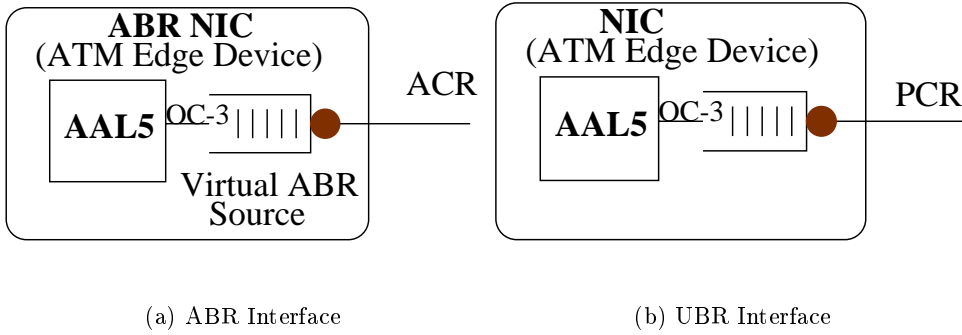 ABR NIC
(ATM Edge Device)
AAL5
OC-3
ACR
Virtual ABR
Source
(a) ABR Interface
NIC
(ATM Edge Device)
AAL5
OC-3
PCR
(b) UBR Interface